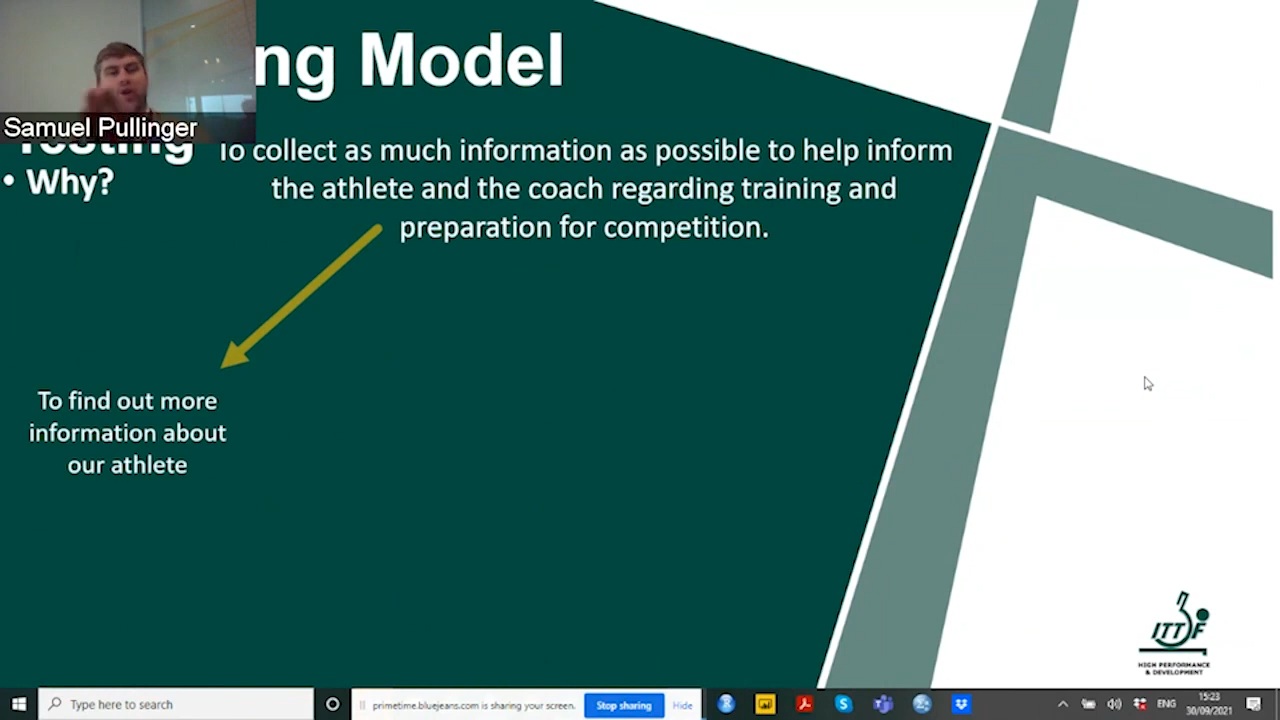 ng Model
Samuel Pullinger
Testing
• Why?
To collect as much information as possible to help inform
the athlete and the coach regarding training and
preparation for competition.
To find out more
information about
our athlete
ITTF
HIGH PERFORMANCE
& DEVELOPMENT
Type here to search
primetime.bluejeans.com is sharing your screen.
Stop sharing
Hide
ENG
15:23
30/09/2021